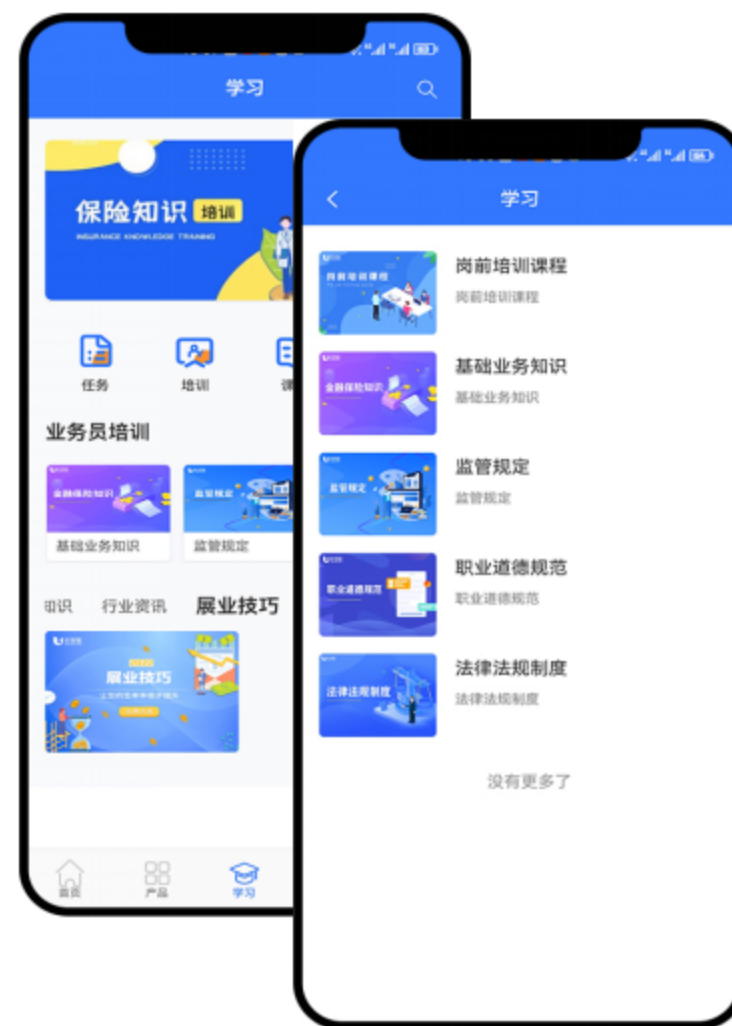 学习
保险知识 培训
INSURANCE KNOWLEDGE TRAINING
任务
培训
业务员培训
金融保险知识
监管规定
基础业务知识
监管规定
行业资讯
展业技巧
展业技巧
首页
产品
学习
学习
岗前培训课程
岗前培训课程
岗前培训课程
金融保险知识
基础业务知识
基础业务知识
监管规定
监管规定
监管规定
职业道德规范
职业道德规范
职业道德规范
法律法规制度
法律法规制度
法律法规制度
没有更多了